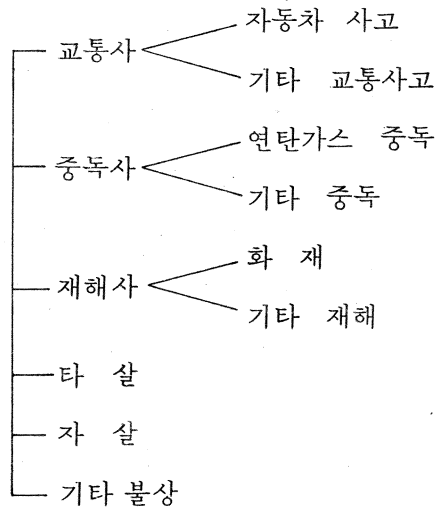 자동차 사고
교통사
기타 교통사고
연탄가스 중독
중독사
기타 중독
화 재
재해사
기타 재해
타 살
자 살
기타 불상